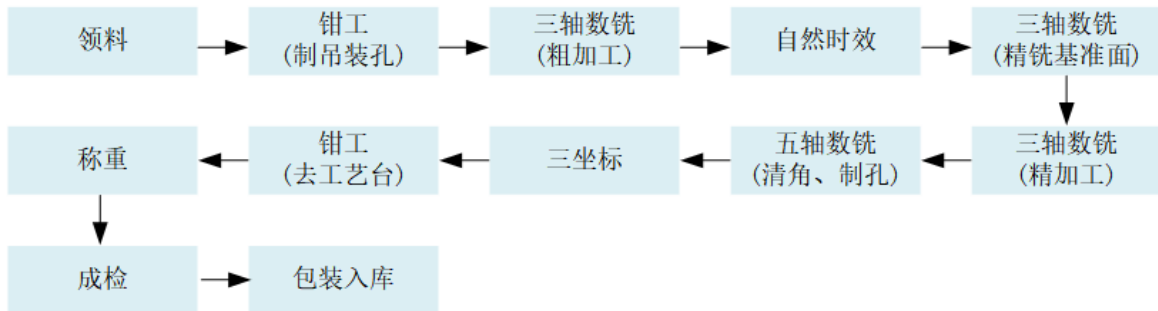 领料
钳工
(制吊装孔)
三轴数铣
(粗加工)
自然时效
三轴数铣
(精铣基准面)
三轴数铣
(精加工)
五轴数铣
(清角、制孔)
三坐标
钳工
(去工艺台)
称重
成检
包装入库